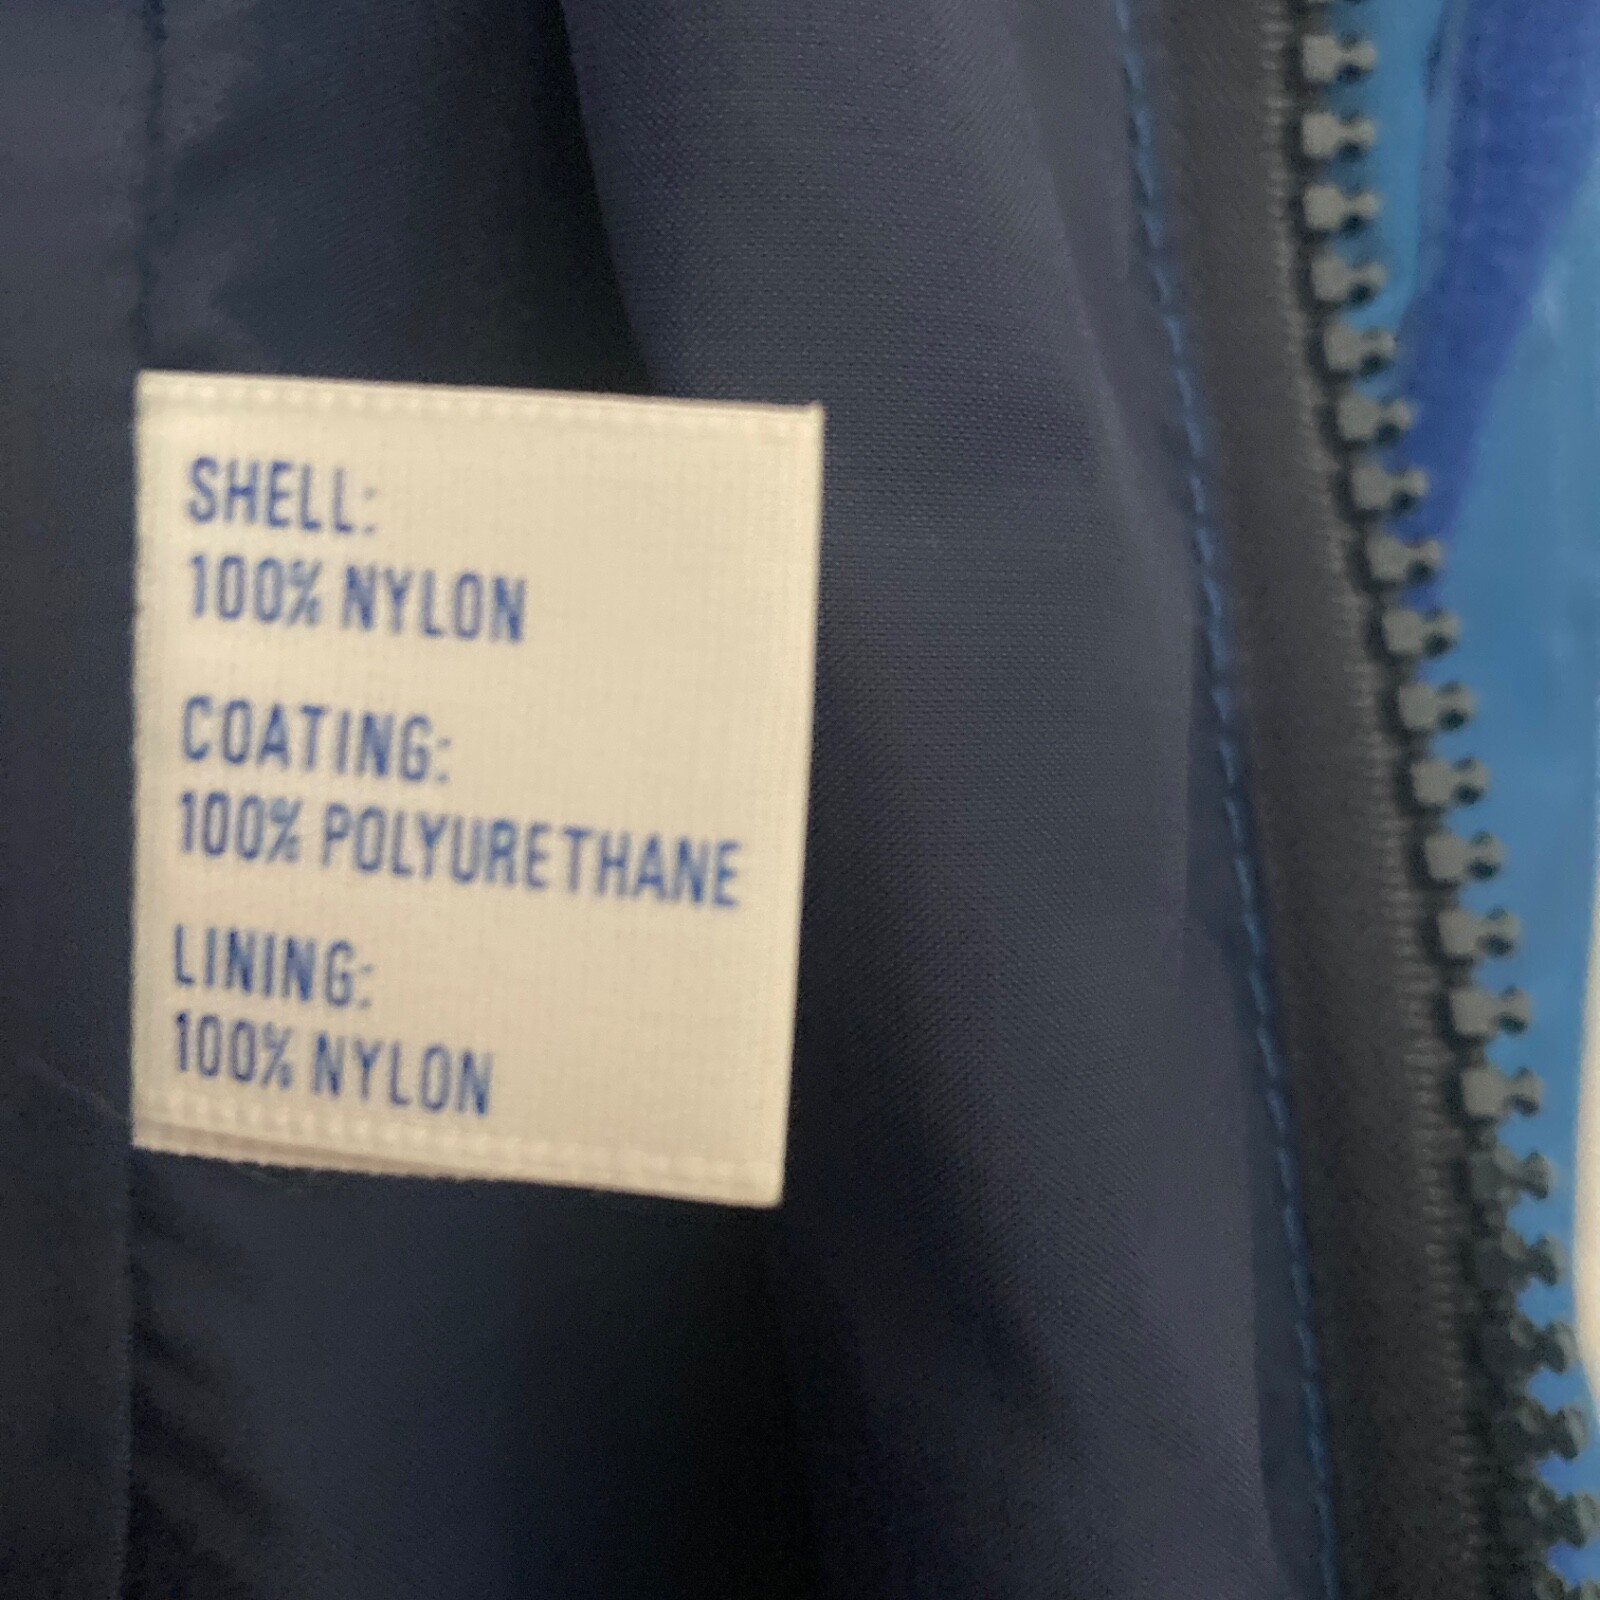 SHELL:
100% NYLON
COATING:
100% POLYURETHANE
LINING:
100% NYLON